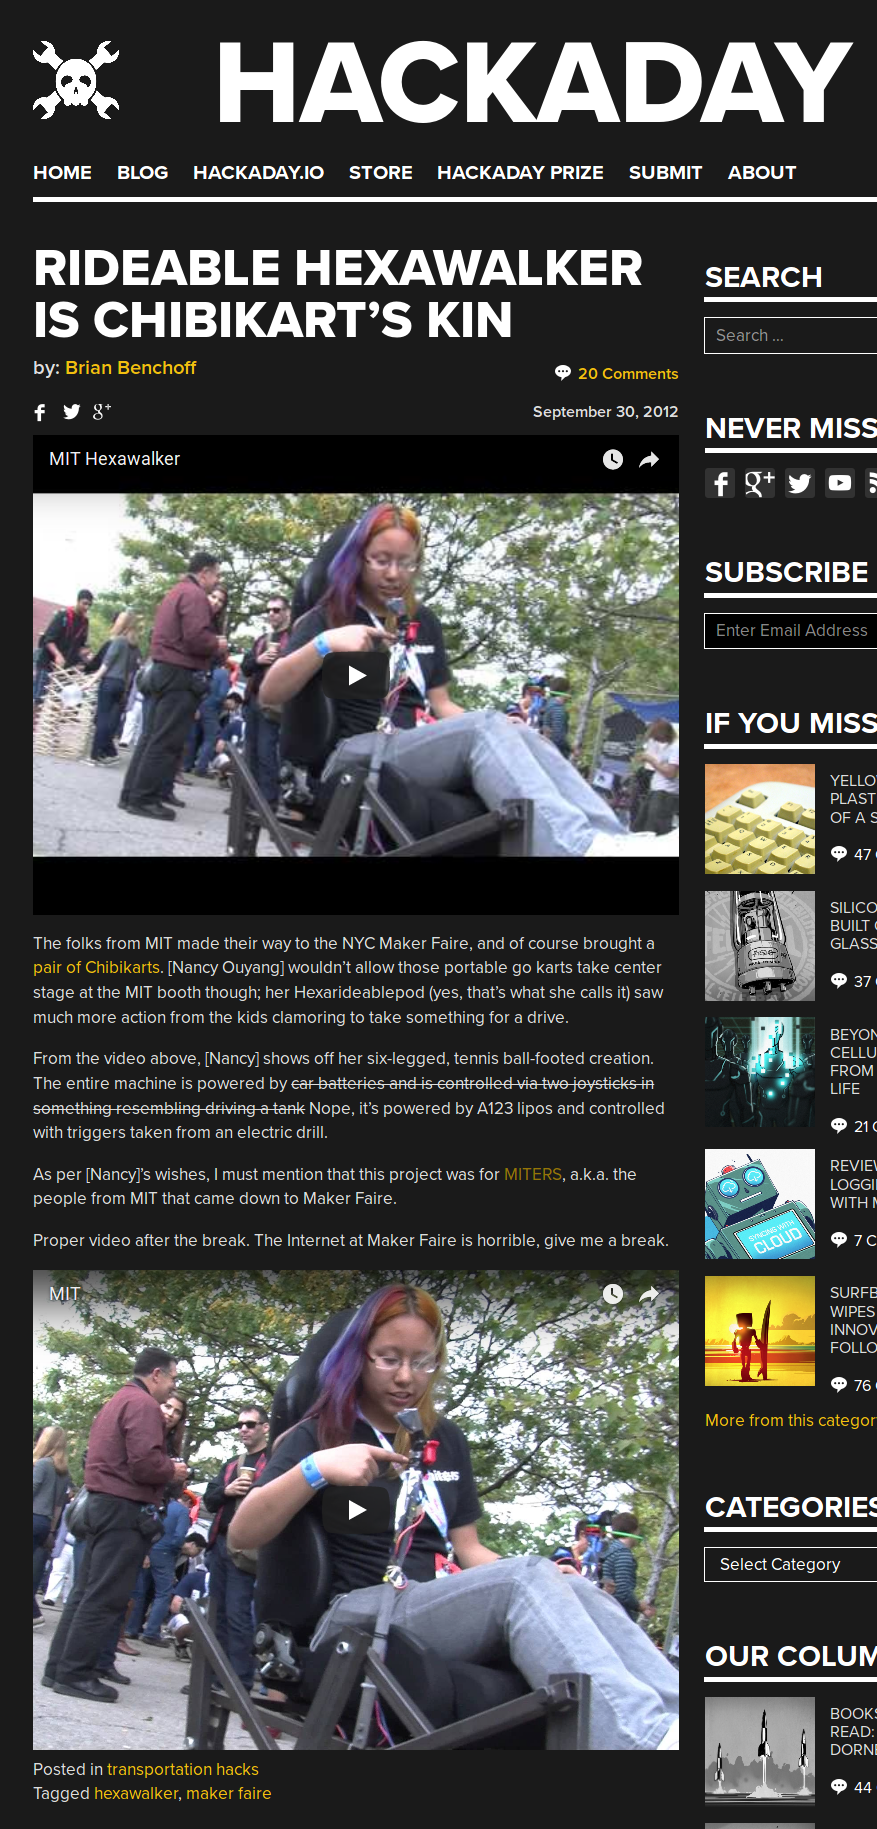 HACKADAY
HOME BLOG HACKADAY.IO STORE HACKADAY PRIZE SUBMIT ABOUT
RIDEABLE HEXAWALKER
IS CHIBIKART’S KIN
by: Brian Benchoff
20 Comments
September 30, 2012
MIT Hexawalker
The folks from MIT made their way to the NYC Maker Faire, and of course brought a
pair of Chibikarts. [Nancy Ouyang] wouldn’t allow those portable go karts take center
stage at the MIT booth though; her Hexarideablepod (yes, that’s what she calls it) saw
much more action from the kids clamoring to take something for a drive.
From the video above, [Nancy] shows off her six-legged, tennis ball-footed creation.
The entire machine is powered by car batteries and is controlled via two joysticks in
something resembling driving a tank Nope, it’s powered by A123 lipos and controlled
with triggers taken from an electric drill.
As per [Nancy]’s wishes, I must mention that this project was for MITERS, a.k.a. the
people from MIT that came down to Maker Faire.
Proper video after the break. The Internet at Maker Faire is horrible, give me a break.
MIT
Posted in transportation hacks
Tagged hexawalker, maker faire
SEARCH
Search ...
NEVER MISS
SUBSCRIBE
Enter Email Address
IF YOU MISS
YELLO
PLAST
OF A S
47
SILICO
BUILT
GLASS
37
BEYON
CELLU
FROM
LIFE
21
REVIEW
LOGGI
WITH
SYNCING WITH
CLOUD
7 C
SURFB
WIPES
INNOV
FOLLO
76
More from this categor
CATEGORIES
Select Category
OUR COLUM
BOOKS
READ:
DORNE
44